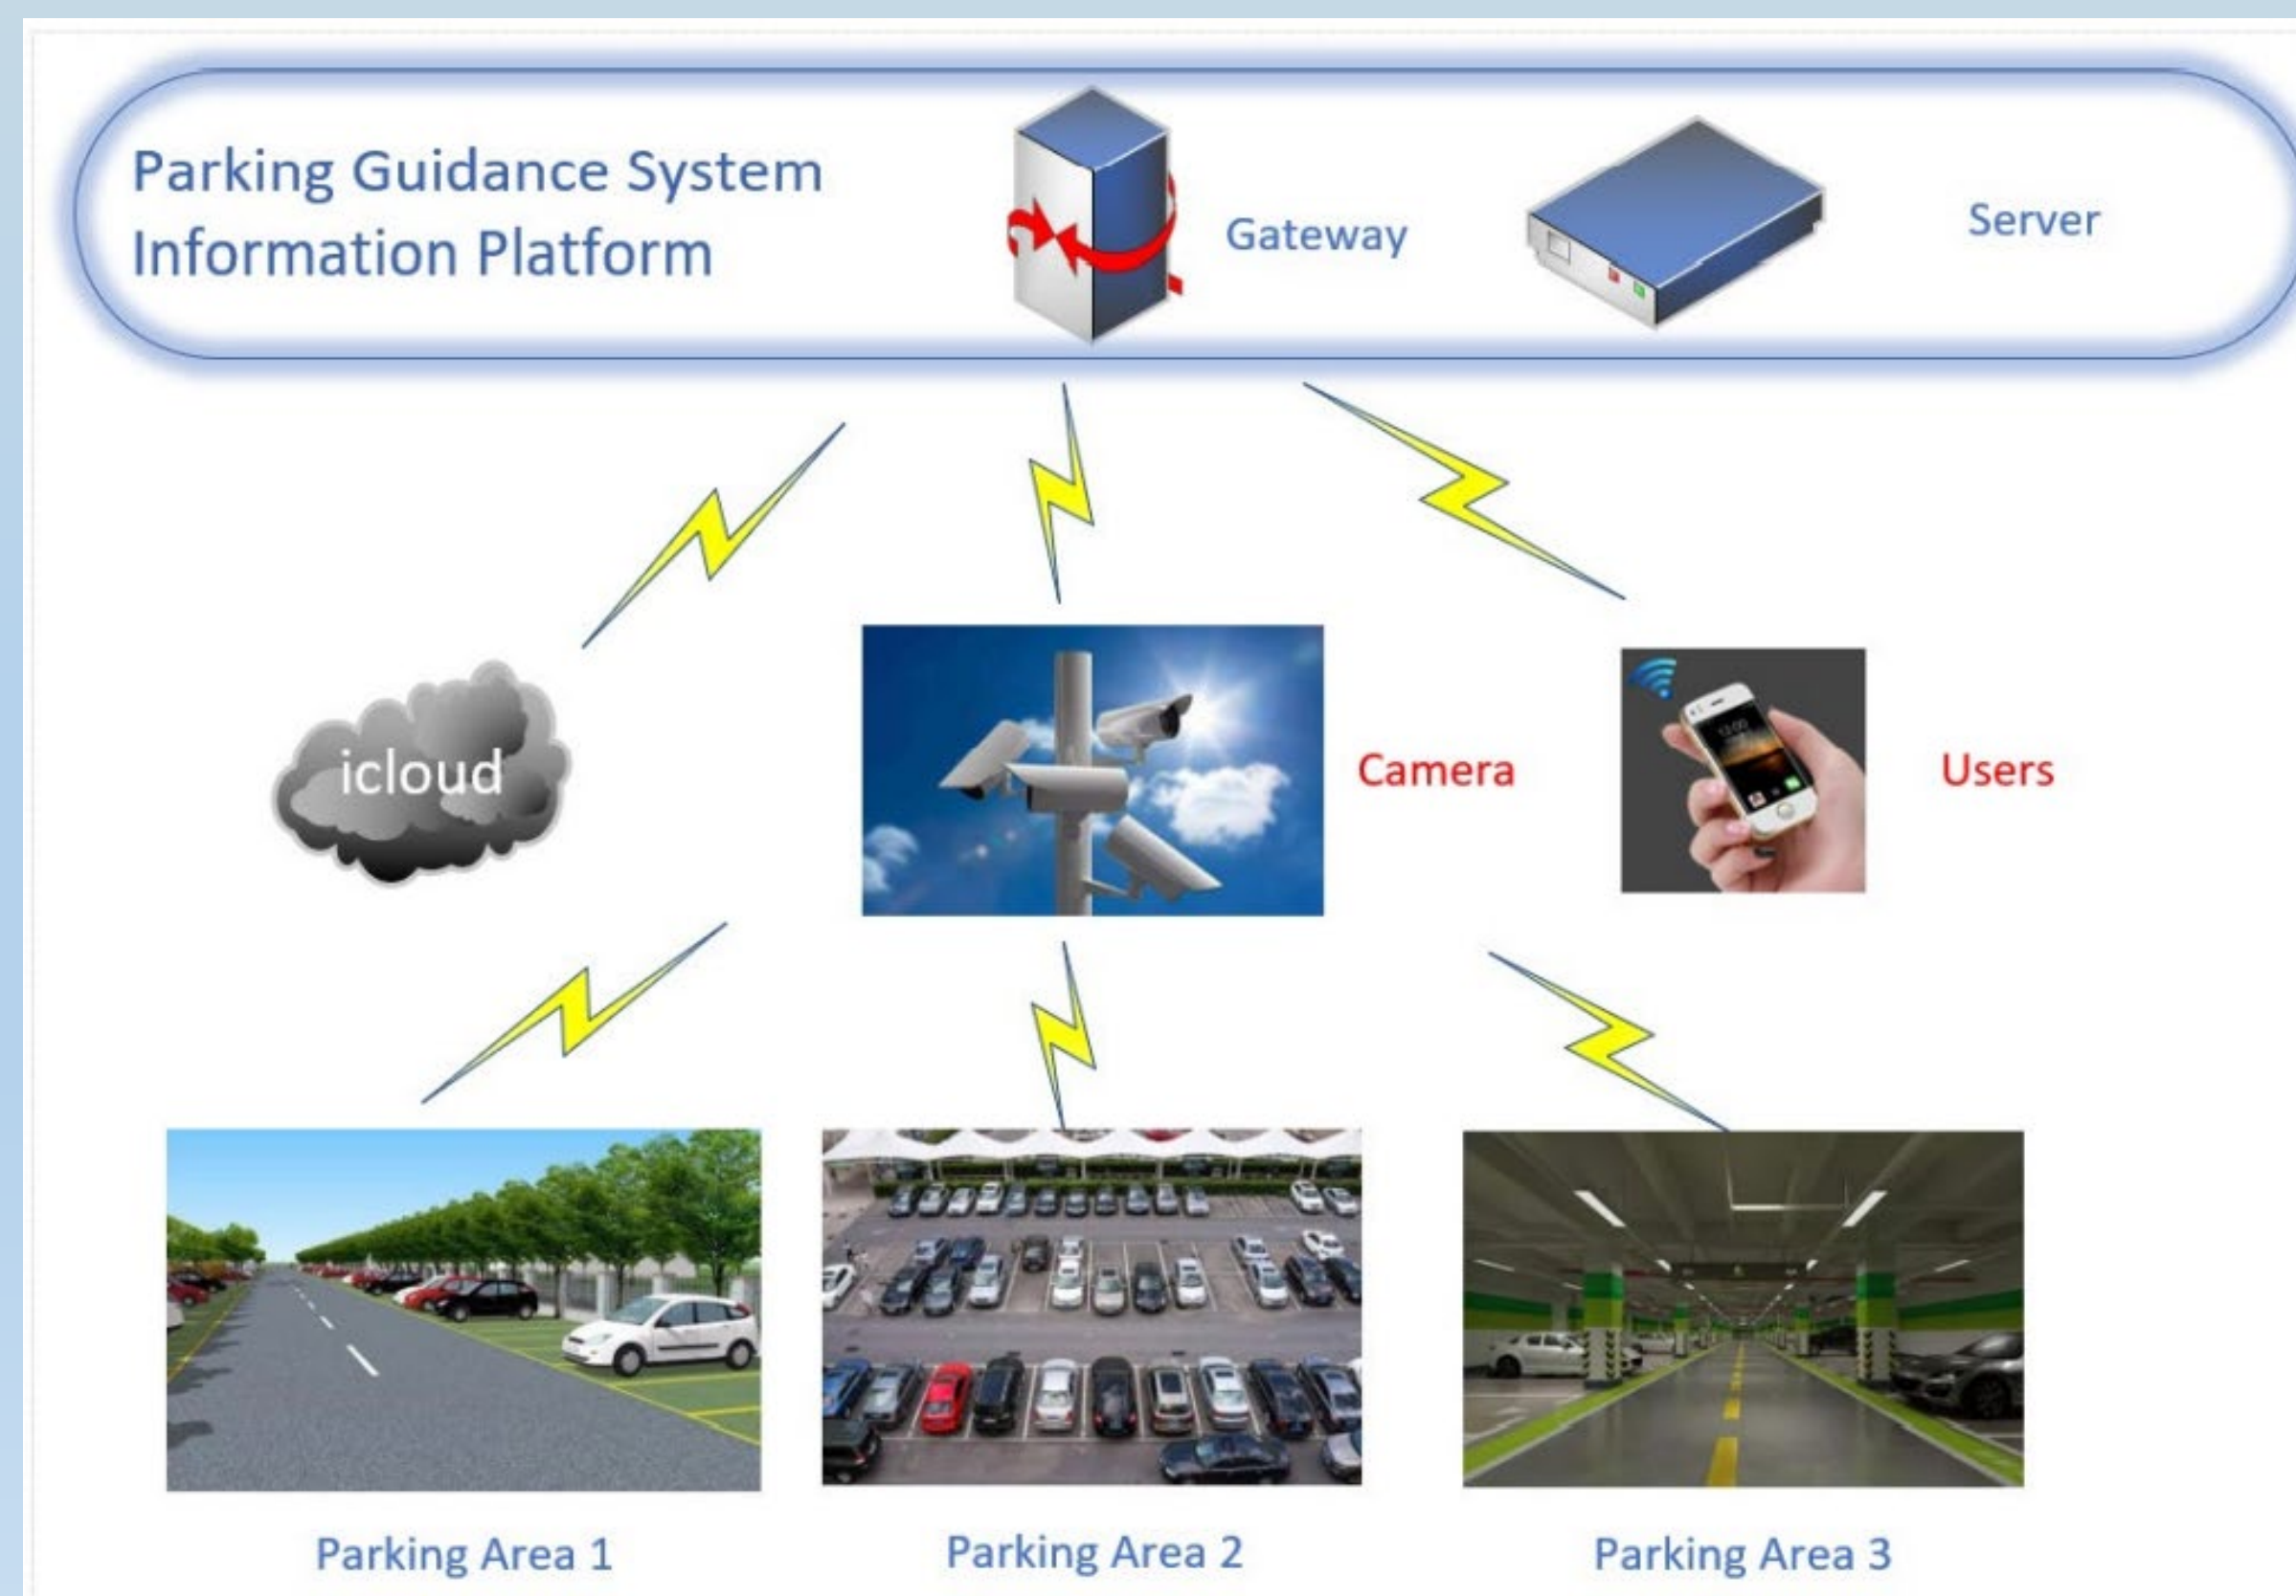 Parking Guidance System
Information Platform
Gateway
Server
icloud
Camera
Users
Parking Area 1
Parking Area 2
Parking Area 3